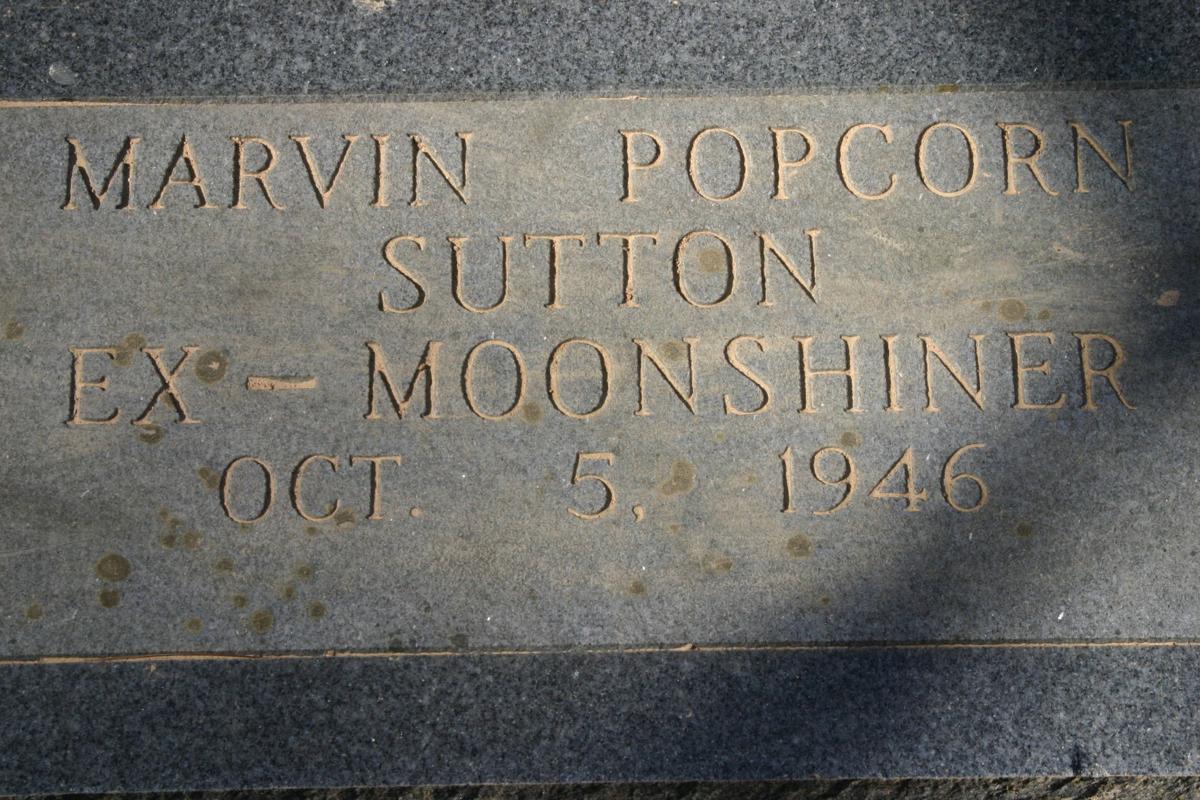 MARVIN POPCORN
SUTTON
EX - MOONSHINER
OCT. 5, 1946